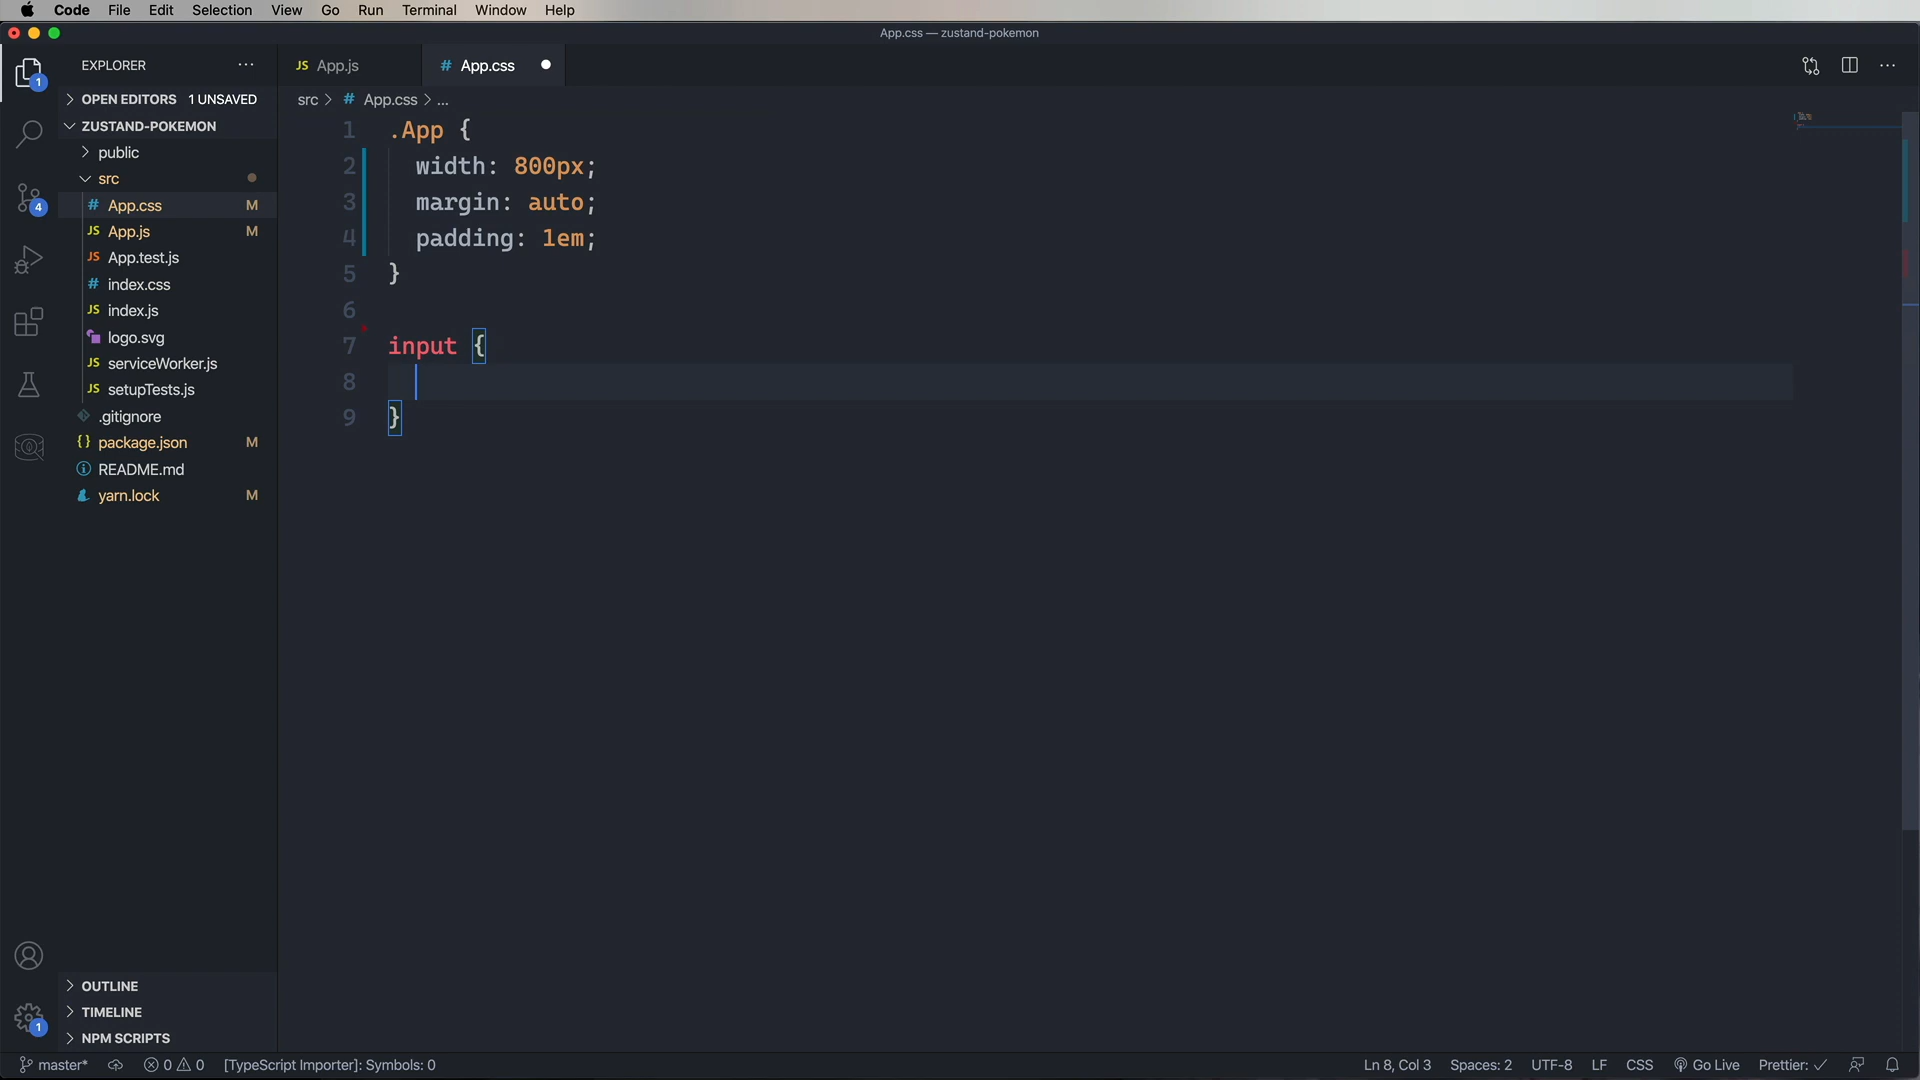 Code File Edit Selection View Go Run Terminal Window Help
App.css — zustand-pokemon
EXPLORER ...
JS App.js
# App.css
OPEN EDITORS 1 UNSAVED
ZUSTAND-POKEMON
public
src
# App.css M
JS App.js M
JS App.test.js
# index.css
JS index.js
logo.svg
JS serviceWorker.js
JS setupTests.js
.gitignore
{} package.json M
README.md
yarn.lock M
OUTLINE
TIMELINE
NPM SCRIPTS
1
4
1
src > # App.css > ...
1 .App {
2 width: 800px;
3 margin: auto;
4 padding: 1em;
5 }
6
7 input {
8
9 }
master* 0 0 [TypeScript Importer]: Symbols: 0
Ln 8, Col 3 Spaces: 2 UTF-8 LF CSS Go Live Prettier: ✓